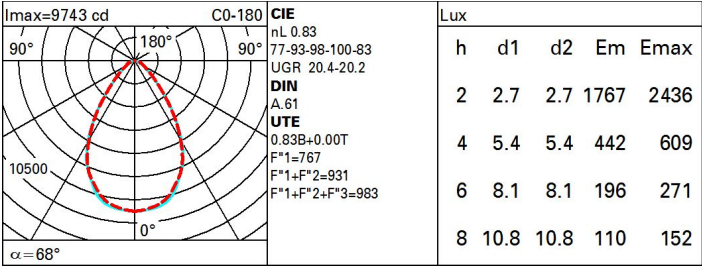 Imax=9743 cd C0-180
90° 180° 90°
10500
0°
α=68°
CIE
nL 0.83
77-93-98-100-83
UGR 20.4-20.2
DIN
A.61
UTE
0.83B+0.00T
F"1=767
F"1+F"2=931
F"1+F"2+F"3=983
Lux
h d1 d2 Em Emax
2 2.7 2.7 1767 2436
4 5.4 5.4 442 609
6 8.1 8.1 196 271
8 10.8 10.8 110 152